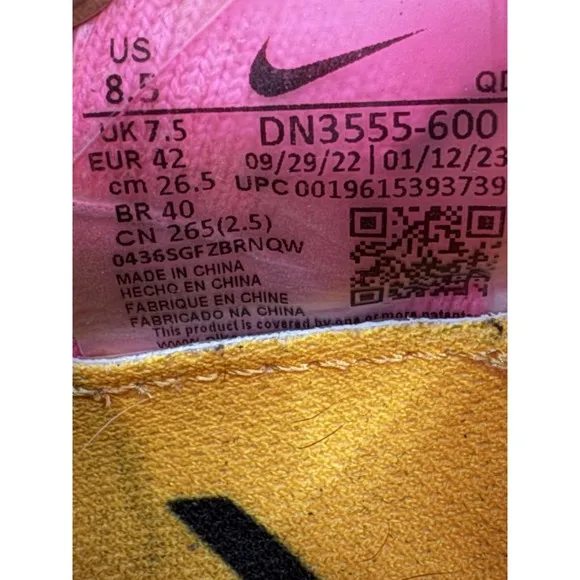 US
8.5
QD
UK 7.5
DN3555-600
EUR 42
09/29/22 | 01/12/23
cm 26.5
UPC 0019615393739
BR 40
CN 265(2.5)
0436SGFZBRNQW
MADE IN CHINA
HECHO EN CHINA
FABRIQUE EN CHINE
FABRICADO NA CHINA
This product is covered by one or more patent